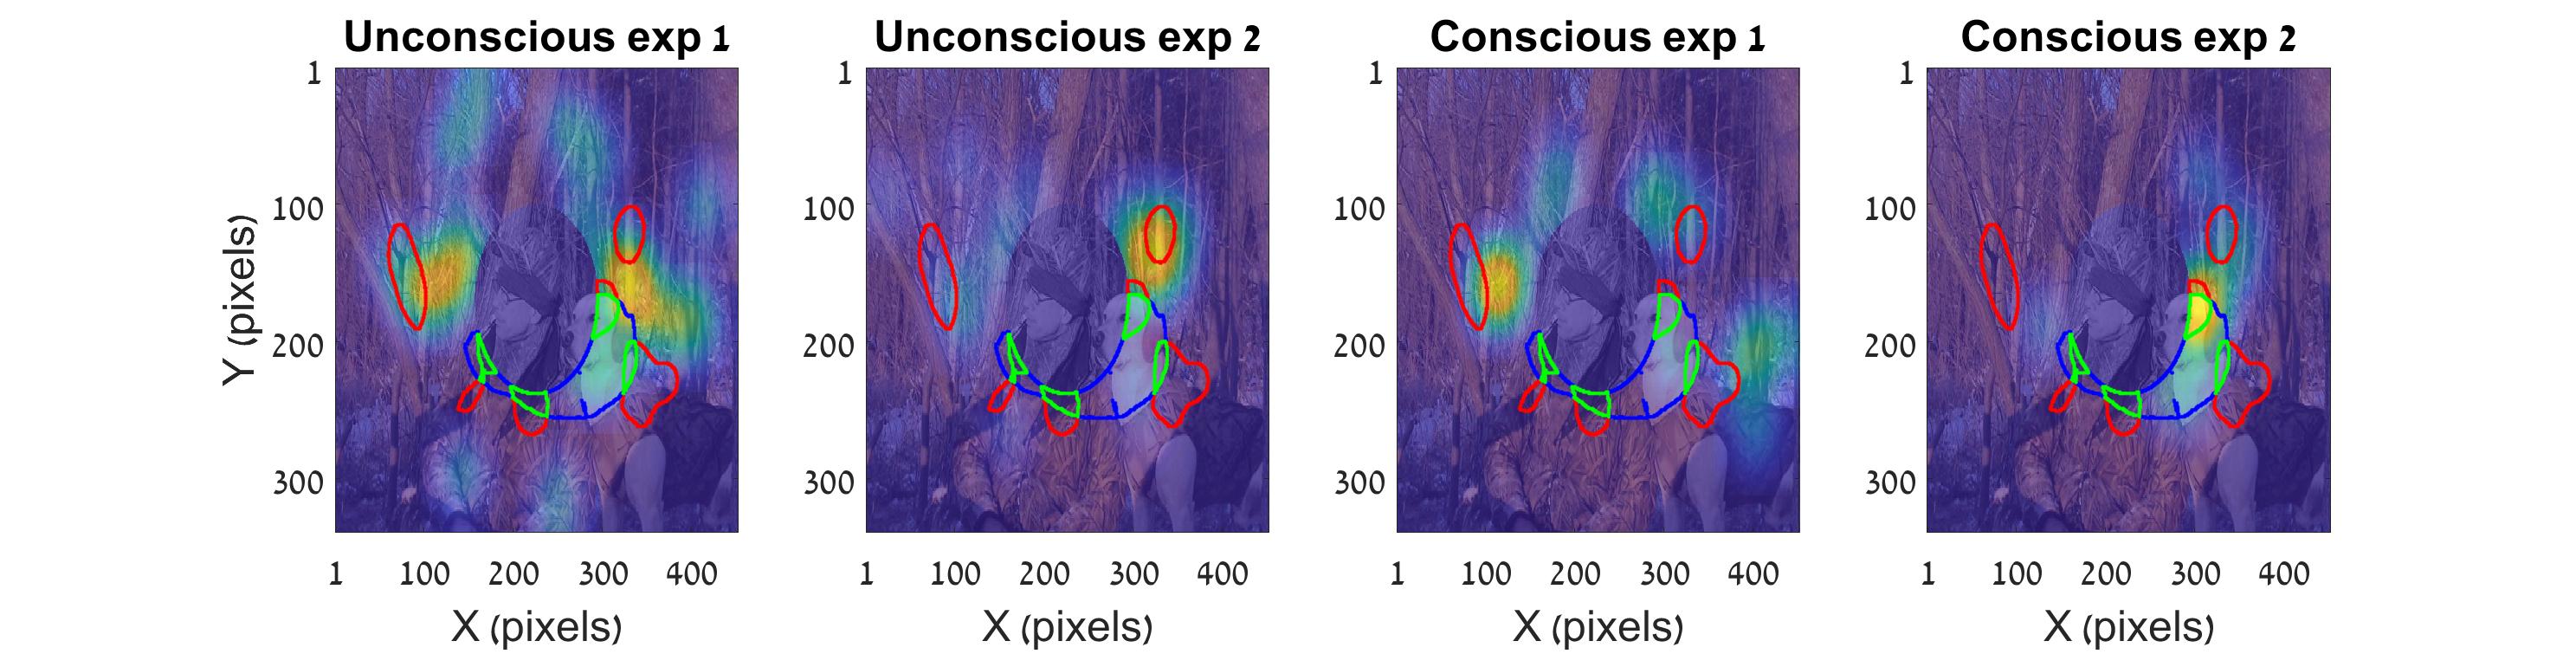 Unconscious exp 1 Unconscious exp 2 Conscious exp 1 Conscious exp 2
1 1 1 1
100 100 100 100
Y (pixels)
200 200 200 200
300 300 300 300
1 100 200 300 400 1 100 200 300 400 1 100 200 300 400 1 100 200 300 400
X (pixels) X (pixels) X (pixels) X (pixels)